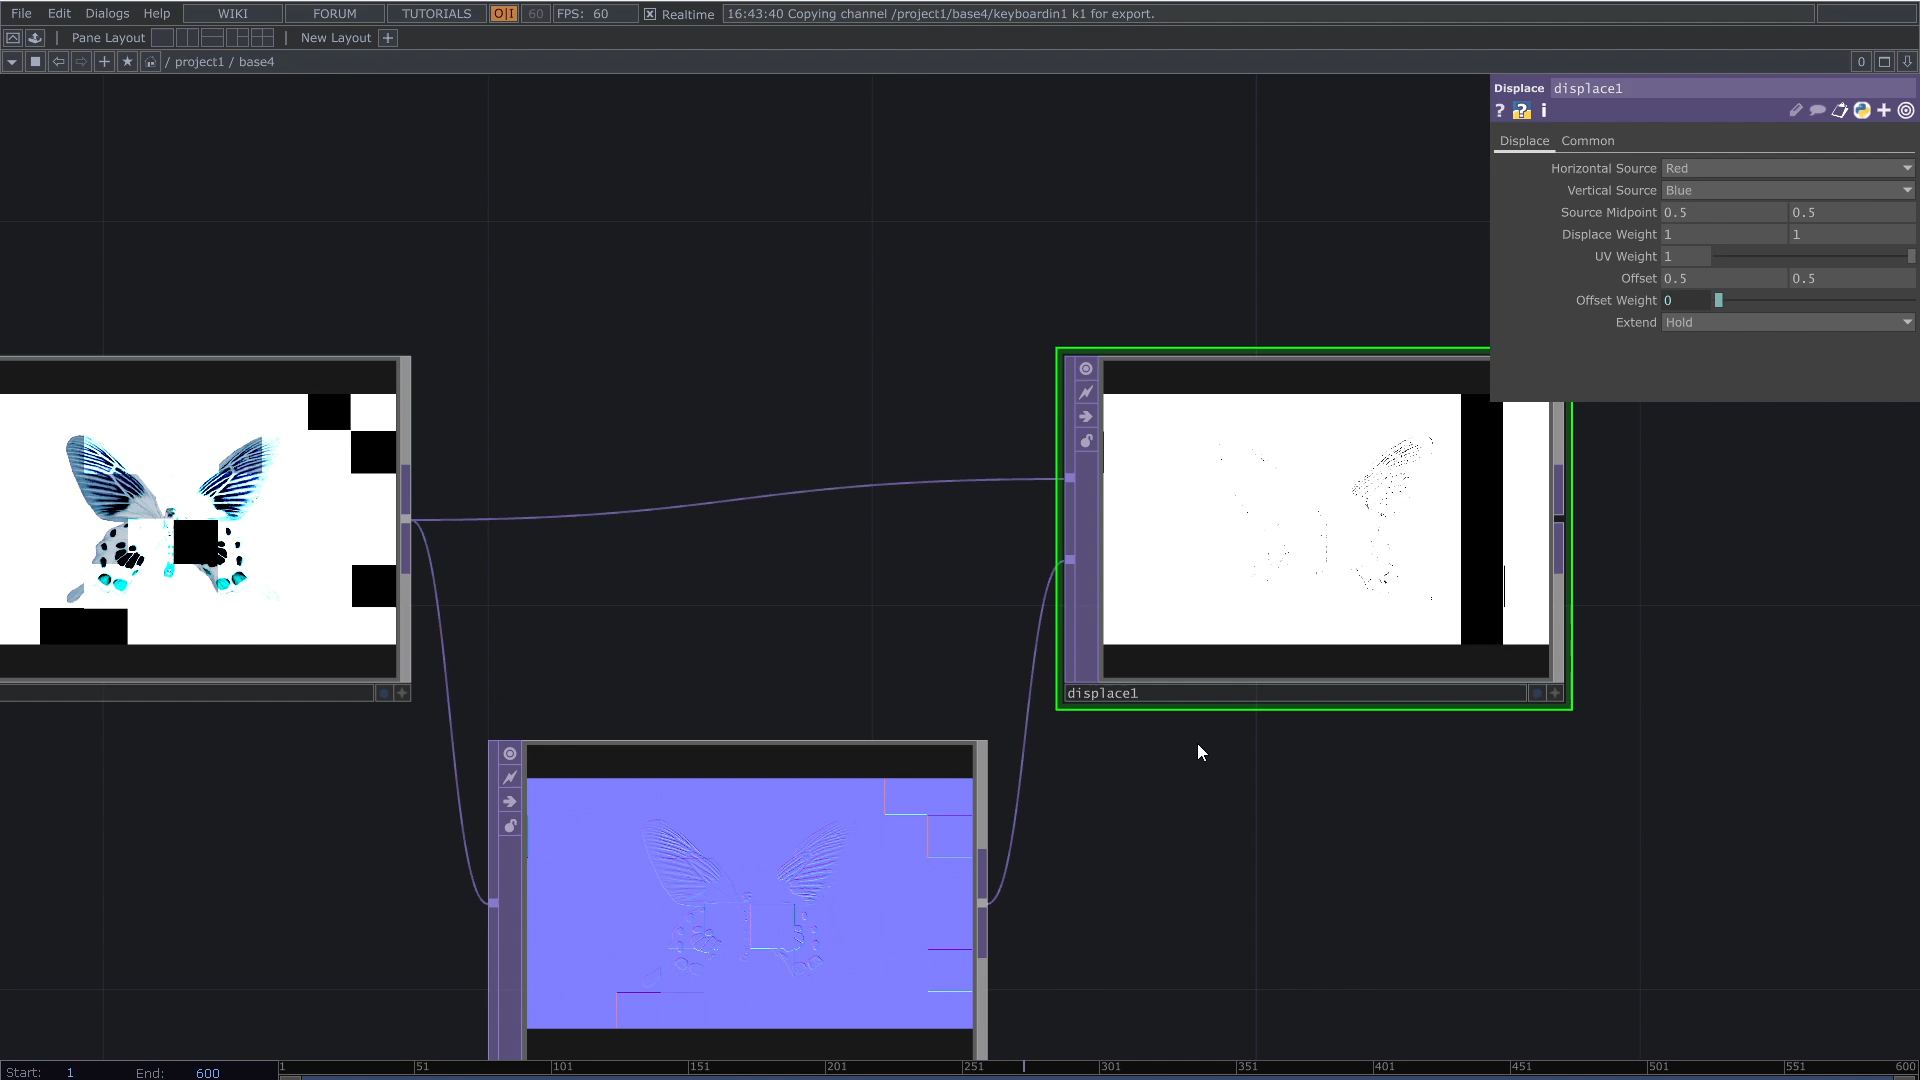 File Edit Dialogs Help WIKI FORUM TUTORIALS O|I 60 FPS: 60 Realtime 16:43:40 Copying channel /project1/base4/keyboardin1 k1 for export.
Pane Layout New Layout +
/ project1 / base4 0
Displace displace1
? ? i
Displace Common
Horizontal Source Red
Vertical Source Blue
Source Midpoint 0.5 0.5
Displace Weight 1 1
UV Weight 1
Offset 0.5 0.5
Offset Weight 0
Extend Hold
displace1
Start: 1 End: 600 1 51 101 151 201 251 301 351 401 451 501 551 600